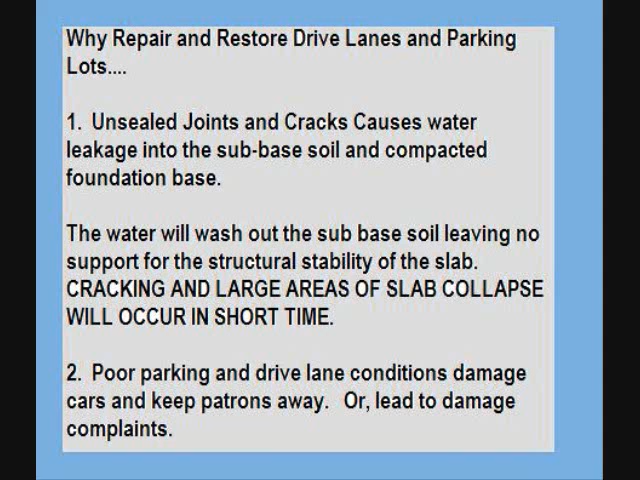 Why Repair and Restore Drive Lanes and Parking
Lots....
1. Unsealed Joints and Cracks Causes water
leakage into the sub-base soil and compacted
foundation base.
The water will wash out the sub base soil leaving no
support for the structural stability of the slab.
CRACKING AND LARGE AREAS OF SLAB COLLAPSE
WILL OCCUR IN SHORT TIME.
2. Poor parking and drive lane conditions damage
cars and keep patrons away. Or, lead to damage
complaints.